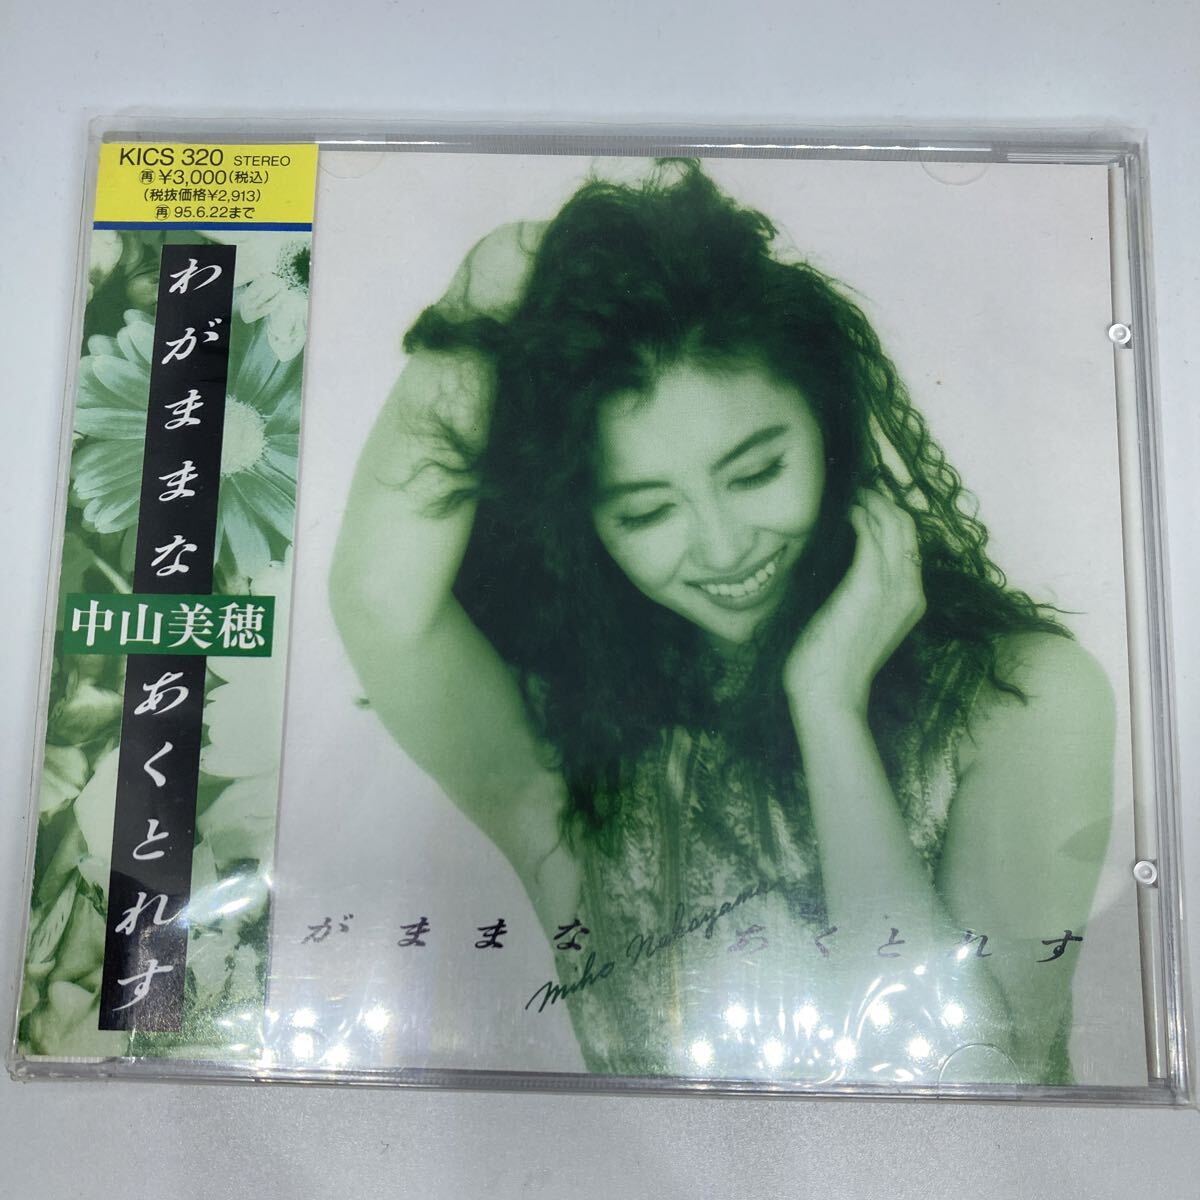 KICS 320 STEREO
再 ¥3,000(税込)
(税抜価格¥2,913)
再 95.6.22まで
わがままな
中山美穂
あくとれす
がままな あくとれす
miho Nakayama